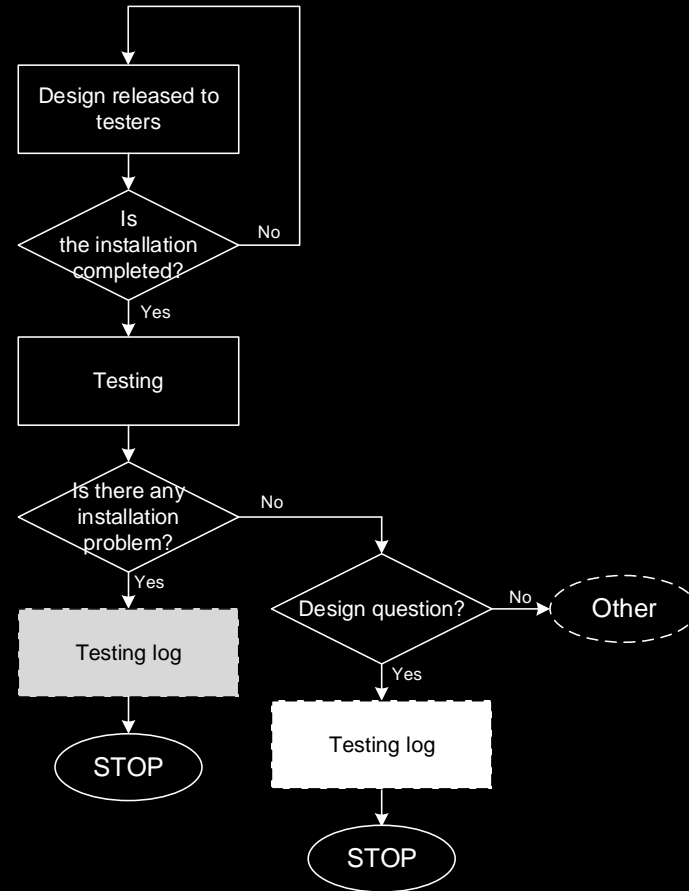 Design released to
testers
Is
the installation
completed?
No
Yes
Testing
Is there any
installation
problem?
No
Yes
Design question?
No
Other
Testing log
Yes
Testing log
STOP
STOP